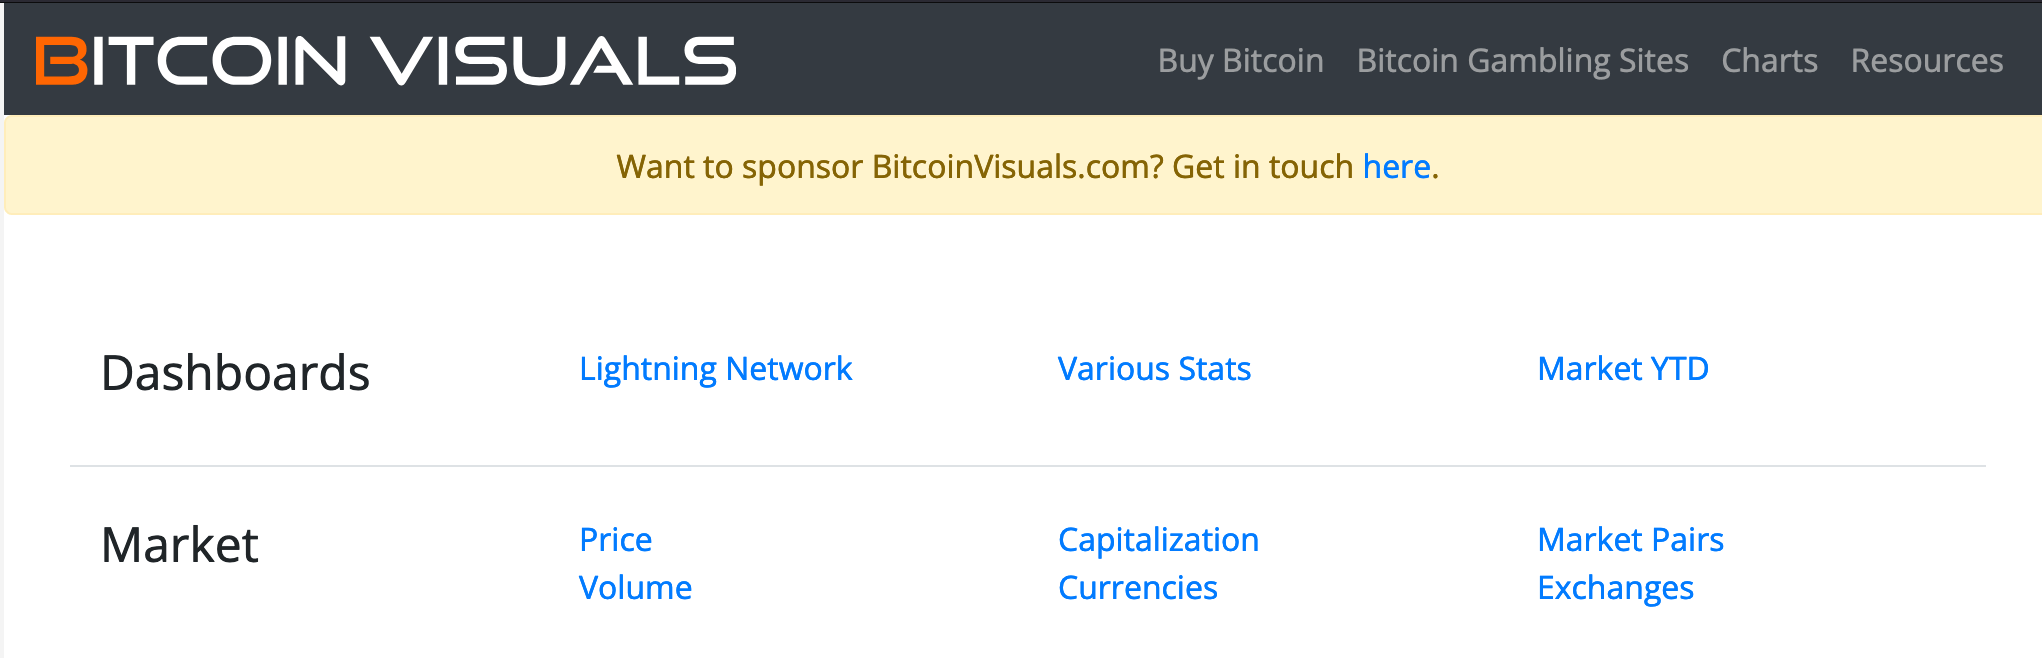 BITCOIN VISUALS
Buy Bitcoin Bitcoin Gambling Sites Charts Resources
Want to sponsor BitcoinVisuals.com? Get in touch here.
Dashboards Lightning Network Various Stats Market YTD
Market Price Capitalization Market Pairs
Volume Currencies Exchanges